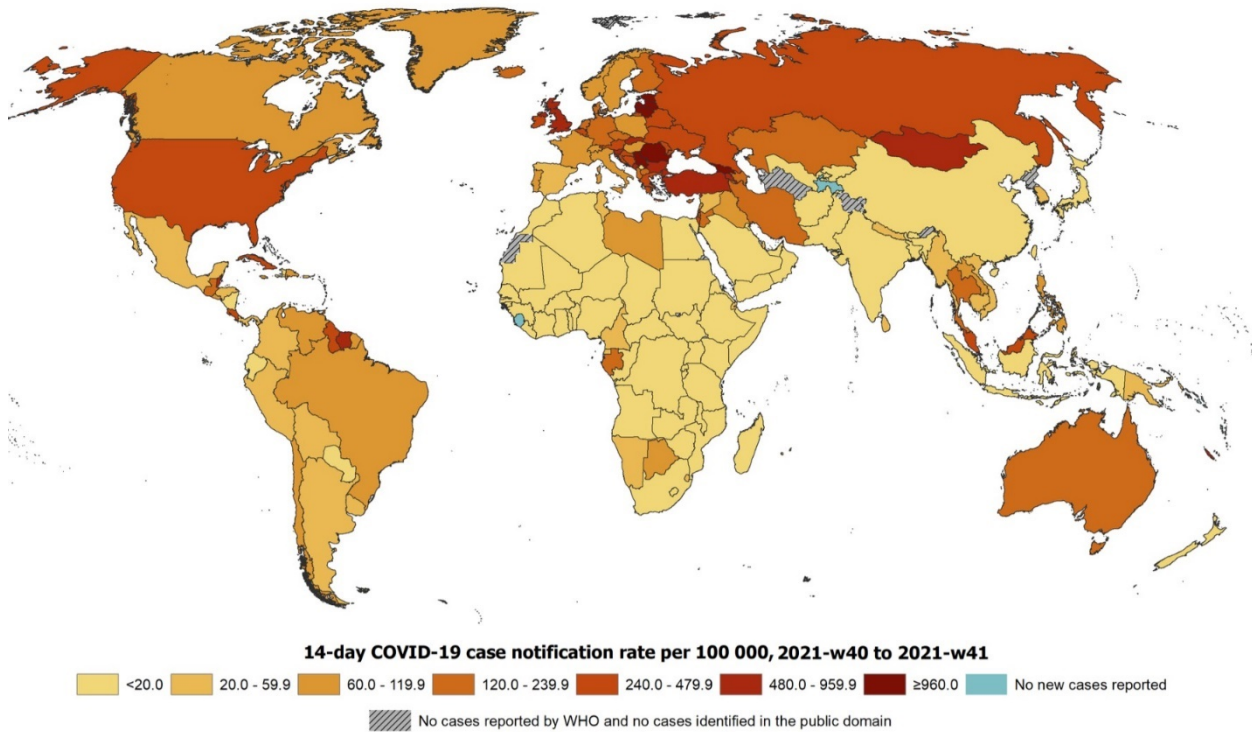 14-day COVID-19 case notification rate per 100 000, 2021-w40 to 2021-w41
<20.0 20.0 - 59.9 60.0 - 119.9 120.0 - 239.9 240.0 - 479.9 480.0 - 959.9 ≥960.0 No new cases reported
No cases reported by WHO and no cases identified in the public domain